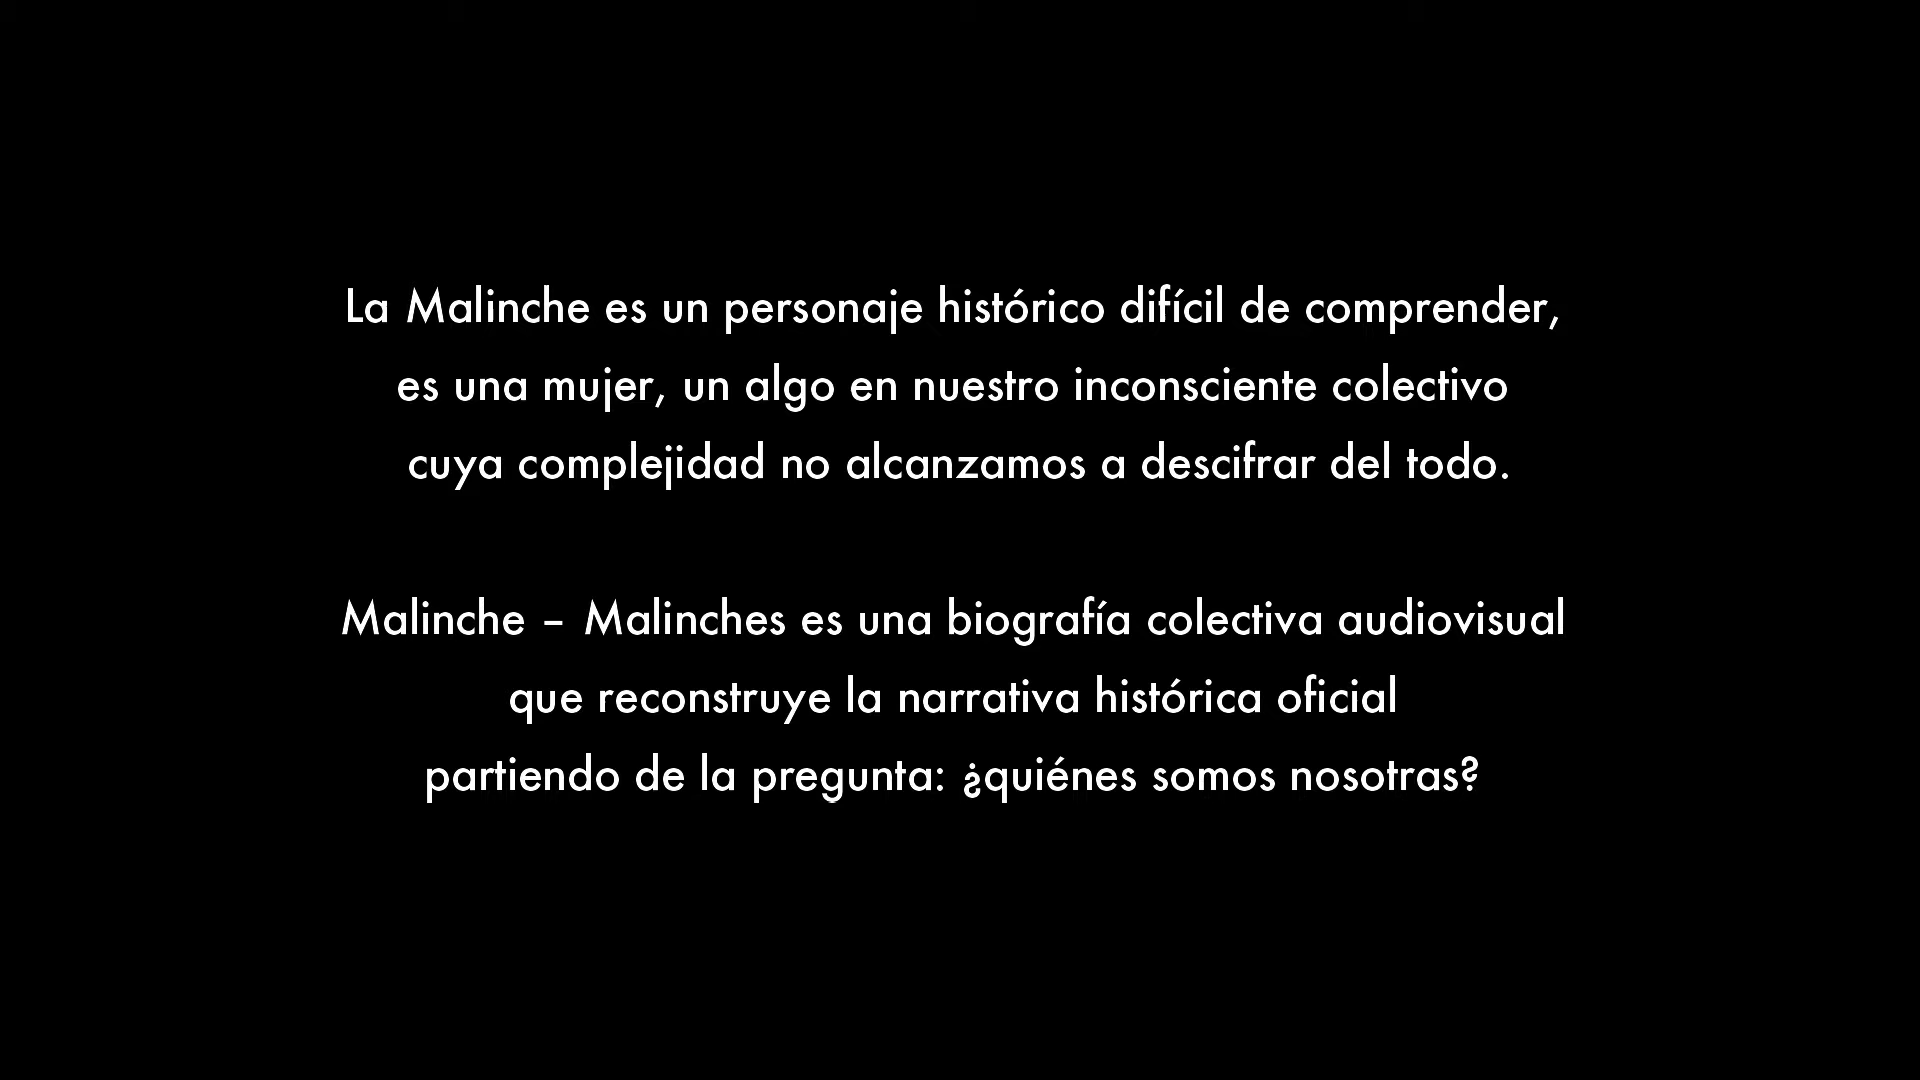 La Malinche es un personaje histórico difícil de comprender,
es una mujer, un algo en nuestro inconsciente colectivo
cuya complejidad no alcanzamos a descifrar del todo.
Malinche – Malinches es una biografía colectiva audiovisual
que reconstruye la narrativa histórica oficial
partiendo de la pregunta: ¿quiénes somos nosotras?